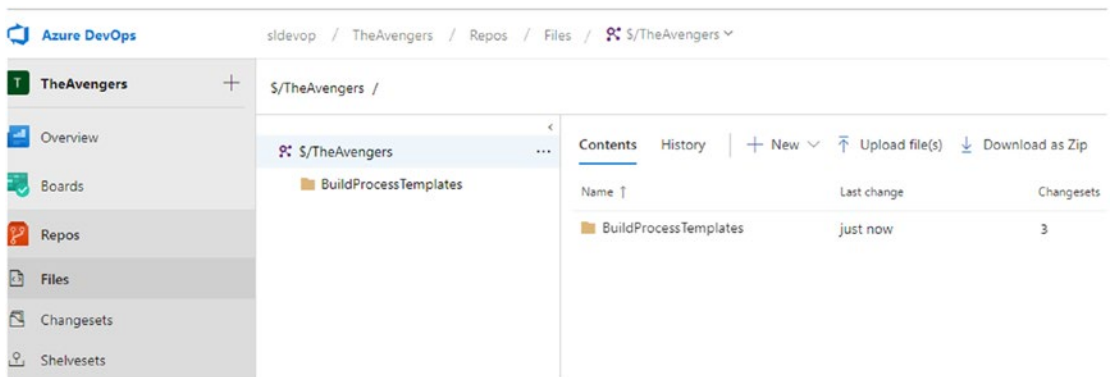 Azure DevOps
sldevop / TheAvengers / Repos / Files / $/TheAvengers
T TheAvengers
$/TheAvengers /
Overview
Boards
Repos
Files
Changesets
Shelvesets
$/TheAvengers ...
BuildProcessTemplates
Contents History + New Upload file(s) Download as Zip
Name ↑ Last change Changesets
BuildProcessTemplates just now 3